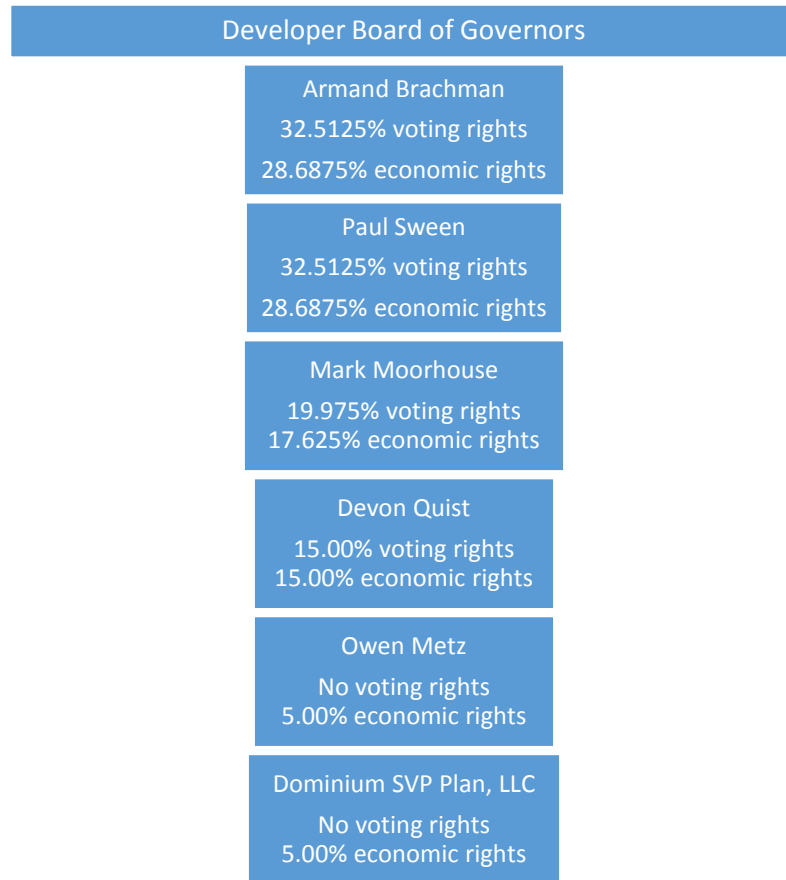 Developer Board of Governors
Armand Brachman
32.5125% voting rights
28.6875% economic rights
Paul Sween
32.5125% voting rights
28.6875% economic rights
Mark Moorhouse
19.975% voting rights
17.625% economic rights
Devon Quist
15.00% voting rights
15.00% economic rights
Owen Metz
No voting rights
5.00% economic rights
Dominium SVP Plan, LLC
No voting rights
5.00% economic rights